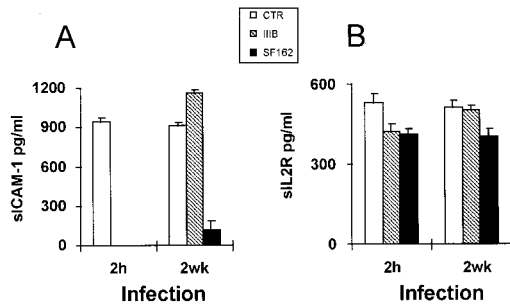 A
CTR
IIIB
SF162
B
sICAM-1 pg/ml
1200
900
600
300
0
2h
2wk
Infection
sIL2R pg/ml
600
300
0
2h
2wk
Infection